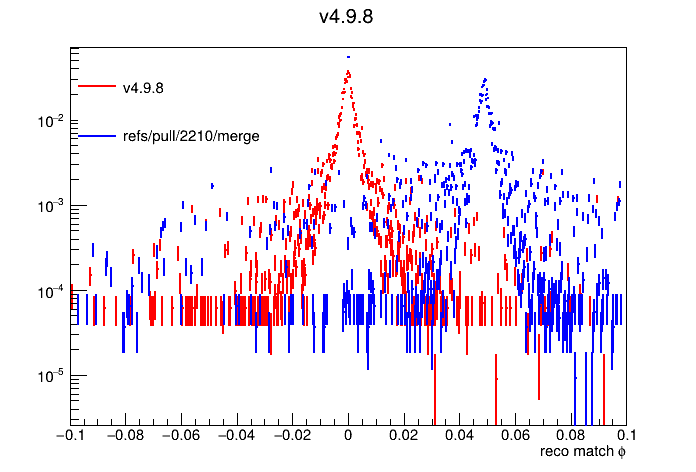 v4.9.8
v4.9.8
refs/pull/2210/merge
10⁻²
10⁻³
10⁻⁴
10⁻⁵
−0.1 −0.08 −0.06 −0.04 −0.02 0 0.02 0.04 0.06 0.08 0.1
reco match ϕ